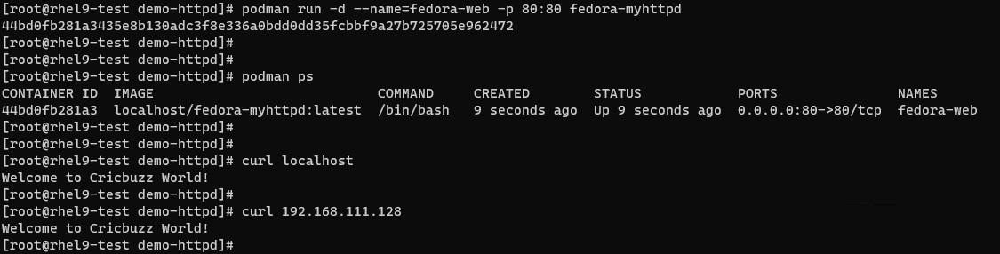 [root@rhel9-test demo-httpd]# podman run -d --name=fedora-web -p 80:80 fedora-myhttpd
44bd0fb281a3435e8b130adc3f8e336a0bdd0dd35fcbbf9a27b725705e962472
[root@rhel9-test demo-httpd]#
[root@rhel9-test demo-httpd]#
[root@rhel9-test demo-httpd]# podman ps
CONTAINER ID  IMAGE                            COMMAND     CREATED        STATUS            PORTS               NAMES
44bd0fb281a3  localhost/fedora-myhttpd:latest  /bin/bash   9 seconds ago  Up 9 seconds ago  0.0.0.0:80->80/tcp  fedora-web
[root@rhel9-test demo-httpd]#
[root@rhel9-test demo-httpd]#
[root@rhel9-test demo-httpd]# curl localhost
Welcome to Cricbuzz World!
[root@rhel9-test demo-httpd]#
[root@rhel9-test demo-httpd]# curl 192.168.111.128
Welcome to Cricbuzz World!
[root@rhel9-test demo-httpd]#